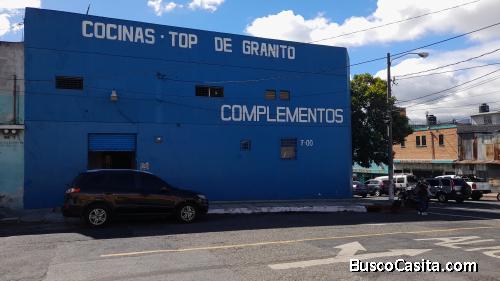 COCINAS · TOP DE GRANITO
COMPLEMENTOS
7-00
BuscoCasita.com